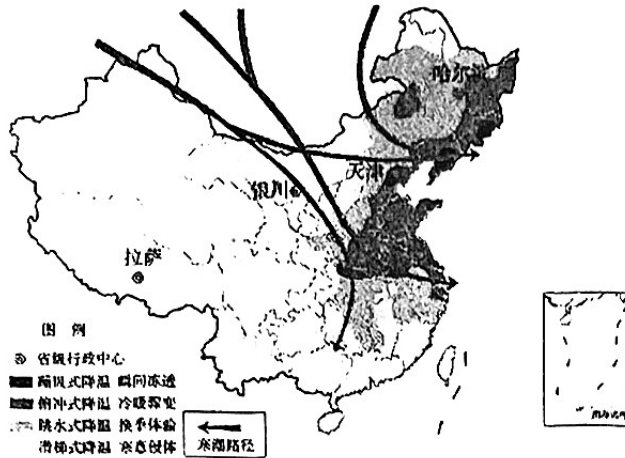 哈尔滨
天津
银川
拉萨
图 例
省级行政中心
蹦极式降温 瞬间冻透
俯冲式降温 冷暖骤变
跳水式降温 换季体验
滑梯式降温 寒意侵体
寒潮路径